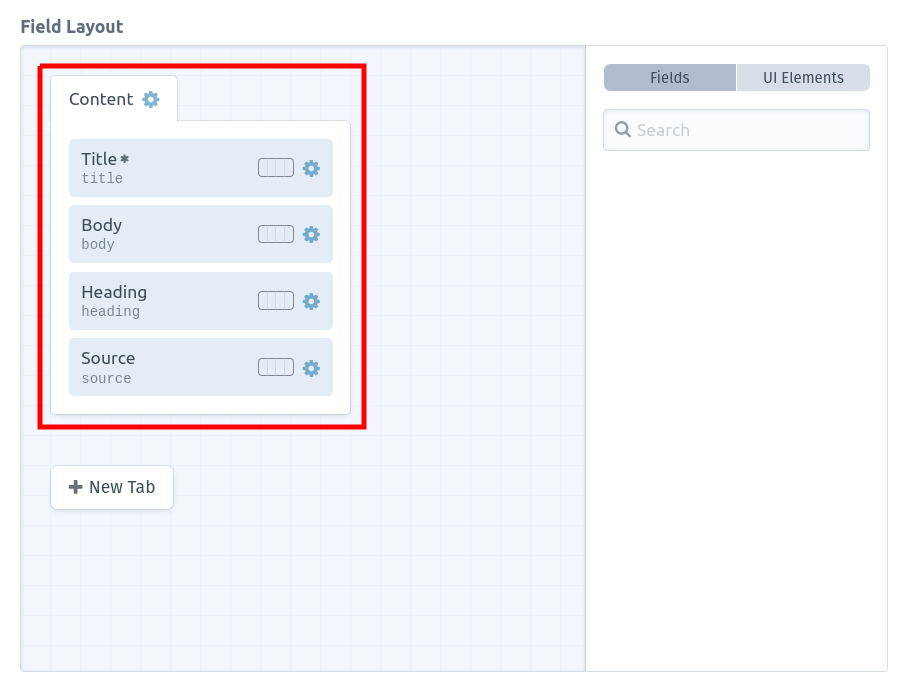 Field Layout
Content
Title*
title
Body
body
Heading
heading
Source
source
+ New Tab
Fields
UI Elements
Search